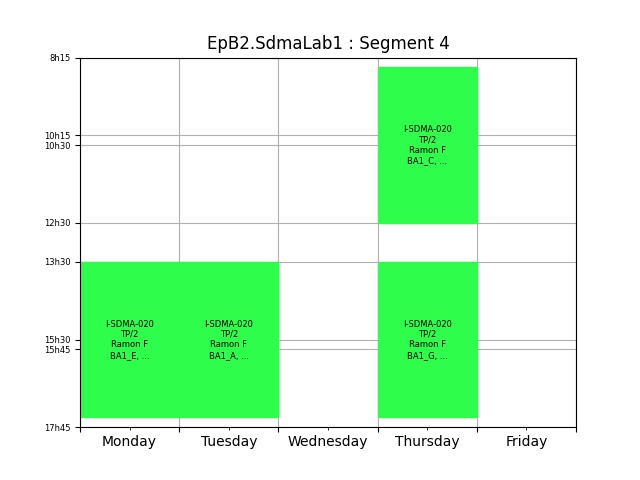 EpB2.SdmaLab1 : Segment 4
8h15
10h15
10h30
12h30
13h30
15h30
15h45
17h45
I-SDMA-020
TP/2
Ramon F
BA1_C, ...
I-SDMA-020
TP/2
Ramon F
BA1_E, ...
I-SDMA-020
TP/2
Ramon F
BA1_A, ...
I-SDMA-020
TP/2
Ramon F
BA1_G, ...
Monday
Tuesday
Wednesday
Thursday
Friday